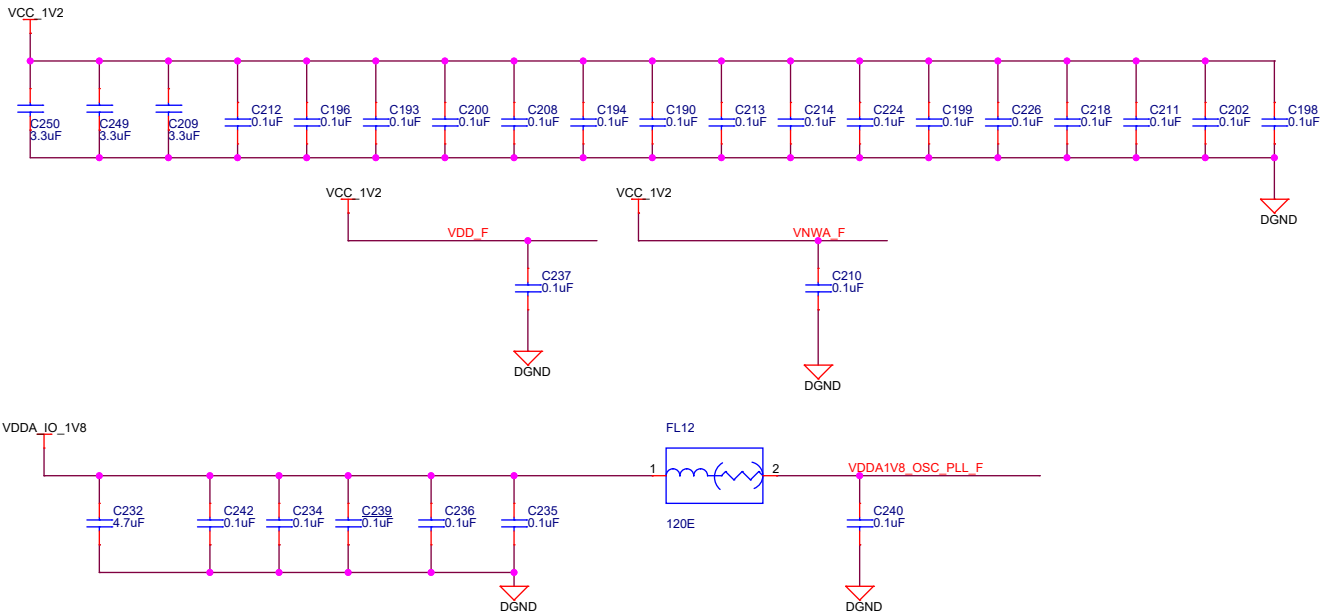 VCC_1V2
C250
3.3uF
C249
3.3uF
C209
3.3uF
C212
0.1uF
C196
0.1uF
C193
0.1uF
C200
0.1uF
C208
0.1uF
C194
0.1uF
C190
0.1uF
C213
0.1uF
C214
0.1uF
C224
0.1uF
C199
0.1uF
C226
0.1uF
C218
0.1uF
C211
0.1uF
C202
0.1uF
C198
0.1uF
DGND
VCC_1V2
VDD_F
C237
0.1uF
DGND
VCC_1V2
VNWA_F
C210
0.1uF
DGND
VDDA_IO_1V8
C232
4.7uF
C242
0.1uF
C234
0.1uF
C239
0.1uF
C236
0.1uF
C235
0.1uF
DGND
FL12
1
2
120E
VDDA1V8_OSC_PLL_F
C240
0.1uF
DGND